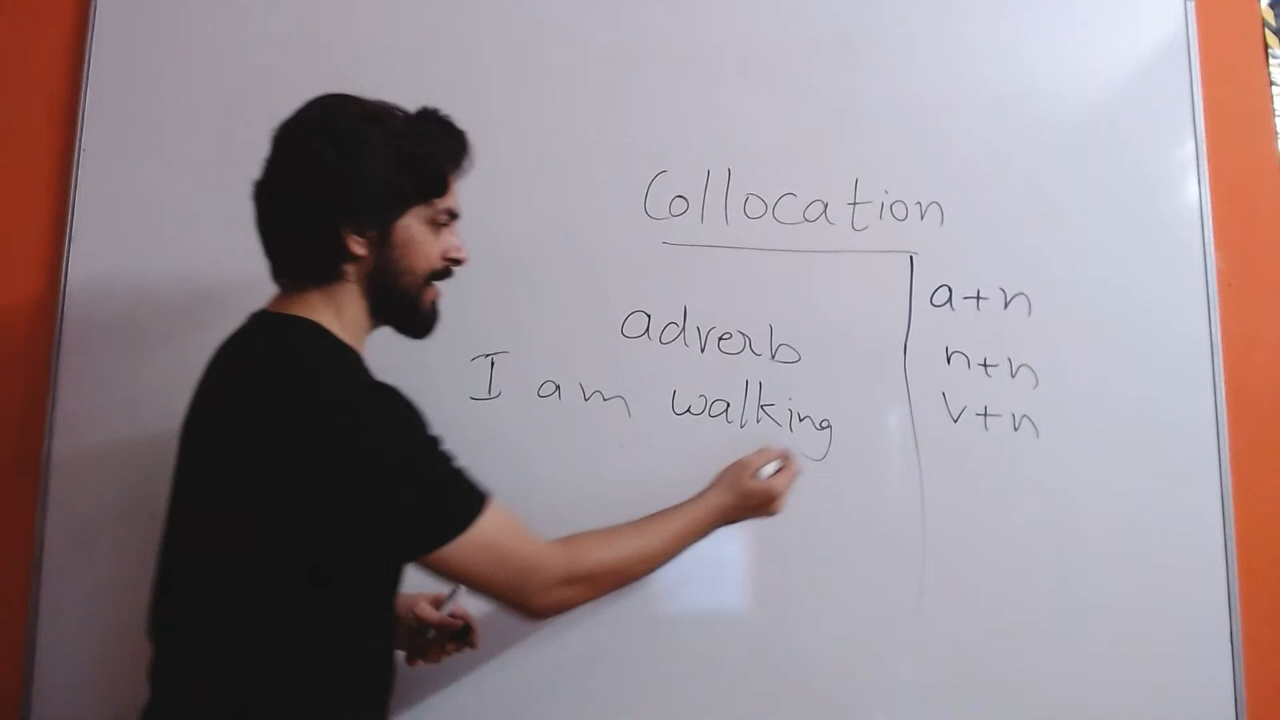 Collocation
adverb
I am walking
a+n
n+n
v+n